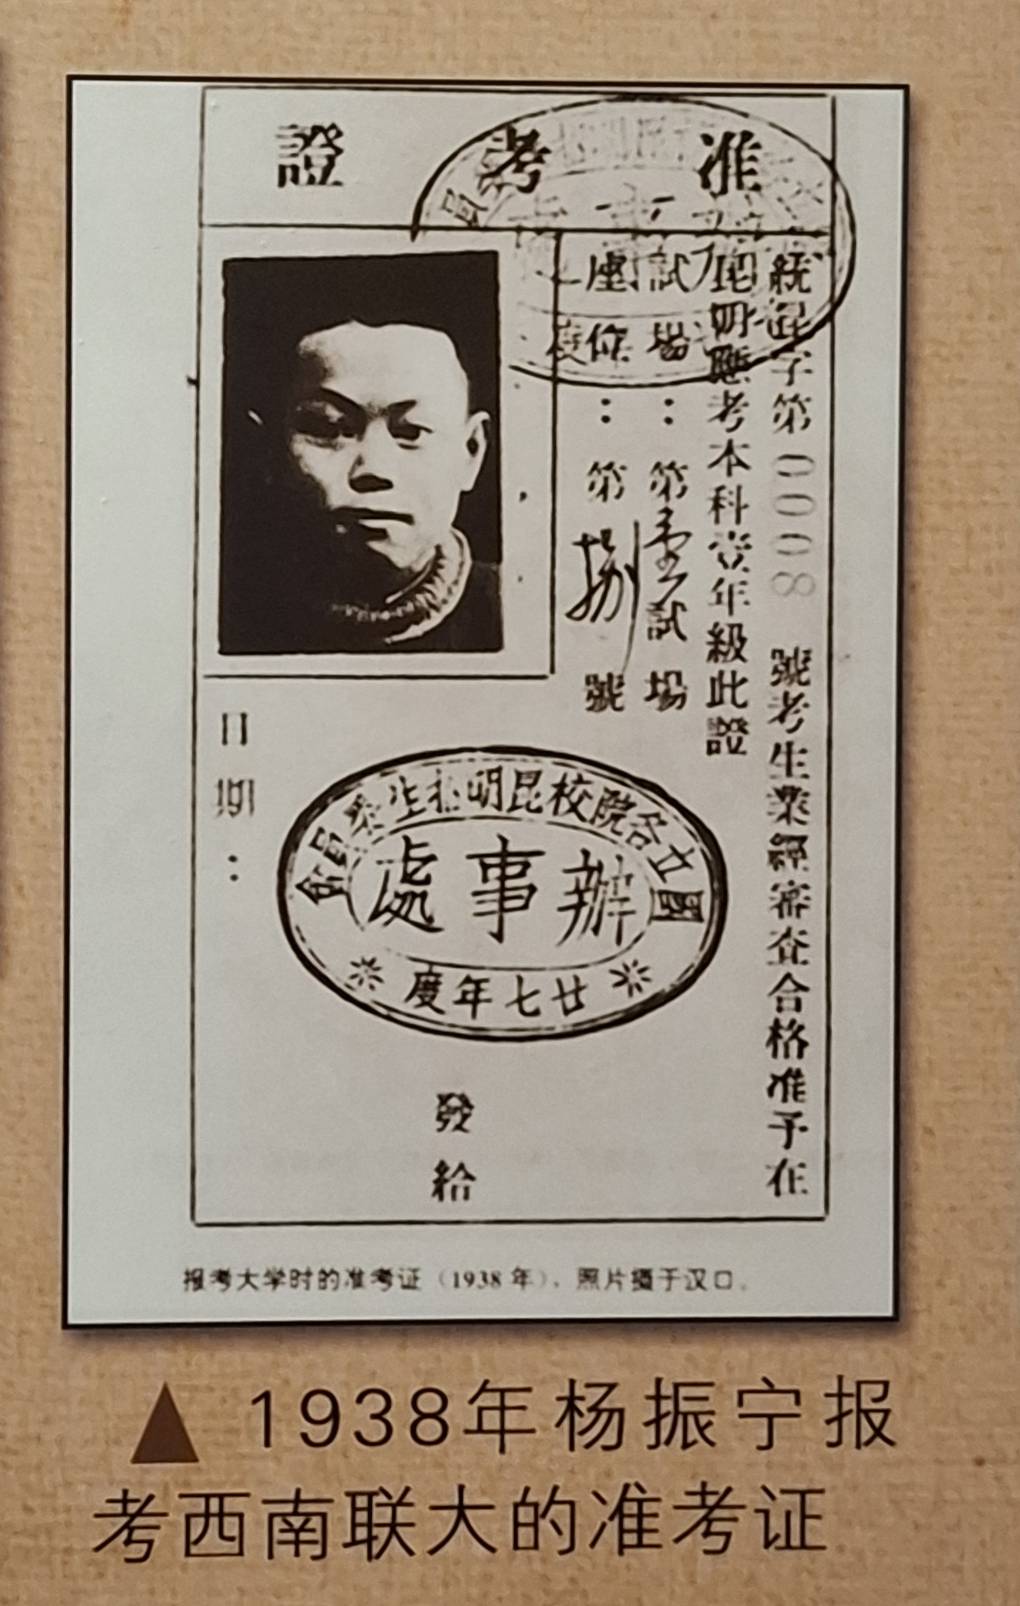 准考證
統昆字第0008號考生業經審查合格准予在
昆明應考本科壹年級此證
試場：第壹試場
座位：第捌號
日期：
國立各院校昆明招生委員會
辦事處
廿七年度
發給
报考大学时的准考证（1938年），照片摄于汉口。
▲ 1938年杨振宁报
考西南联大的准考证